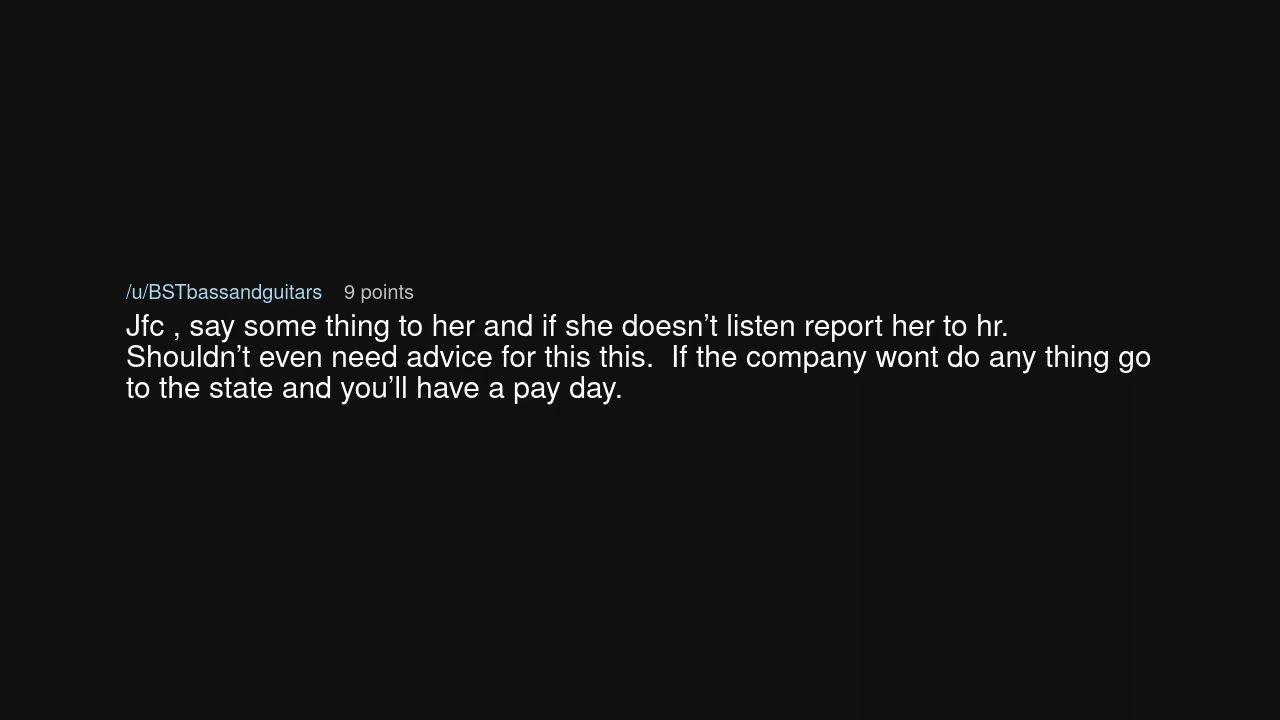 /u/BSTbassandguitars 9 points
Jfc , say some thing to her and if she doesn’t listen report her to hr.
Shouldn’t even need advice for this this.  If the company wont do any thing go
to the state and you’ll have a pay day.